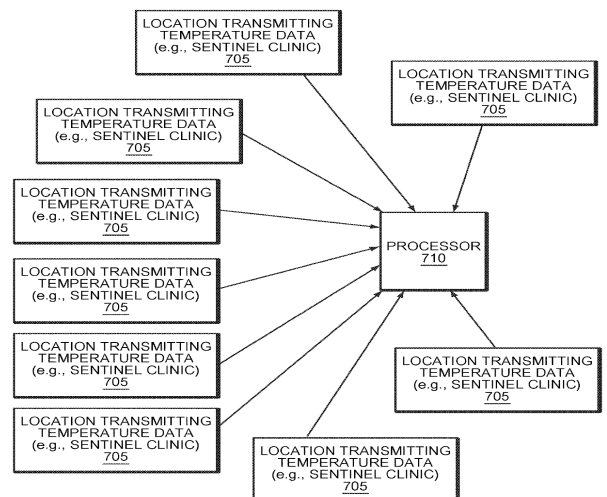 LOCATION TRANSMITTING
TEMPERATURE DATA
(e.g., SENTINEL CLINIC)
705
LOCATION TRANSMITTING
TEMPERATURE DATA
(e.g., SENTINEL CLINIC)
705
LOCATION TRANSMITTING
TEMPERATURE DATA
(e.g., SENTINEL CLINIC)
705
LOCATION TRANSMITTING
TEMPERATURE DATA
(e.g., SENTINEL CLINIC)
705
PROCESSOR
710
LOCATION TRANSMITTING
TEMPERATURE DATA
(e.g., SENTINEL CLINIC)
705
LOCATION TRANSMITTING
TEMPERATURE DATA
(e.g., SENTINEL CLINIC)
705
LOCATION TRANSMITTING
TEMPERATURE DATA
(e.g., SENTINEL CLINIC)
705
LOCATION TRANSMITTING
TEMPERATURE DATA
(e.g., SENTINEL CLINIC)
705
LOCATION TRANSMITTING
TEMPERATURE DATA
(e.g., SENTINEL CLINIC)
705